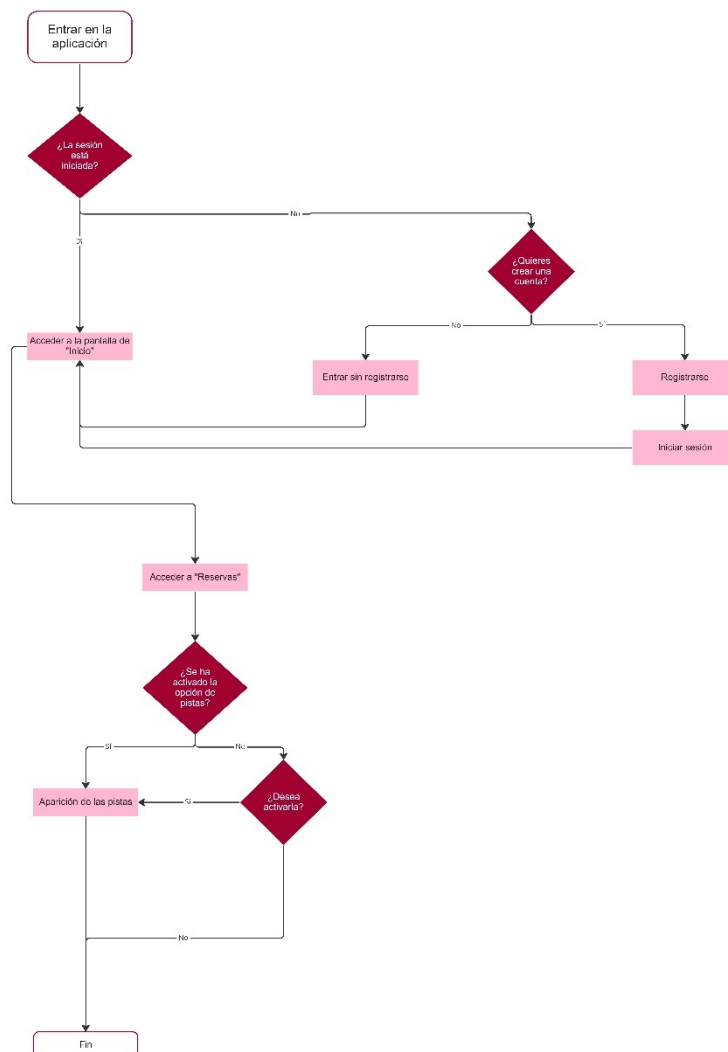 Entrar en la
aplicación
¿La sesión
está
iniciada?
No
Sí
¿Quieres
crear una
cuenta?
No
Sí
Acceder a la pantalla de
"Inicio"
Entrar sin registrarse
Registrarse
Iniciar sesión
Acceder a "Reservas"
¿Se ha
activado la
opción de
pistas?
Sí
No
Aparición de las pistas
Sí
¿Desea
activarla?
No
Fin